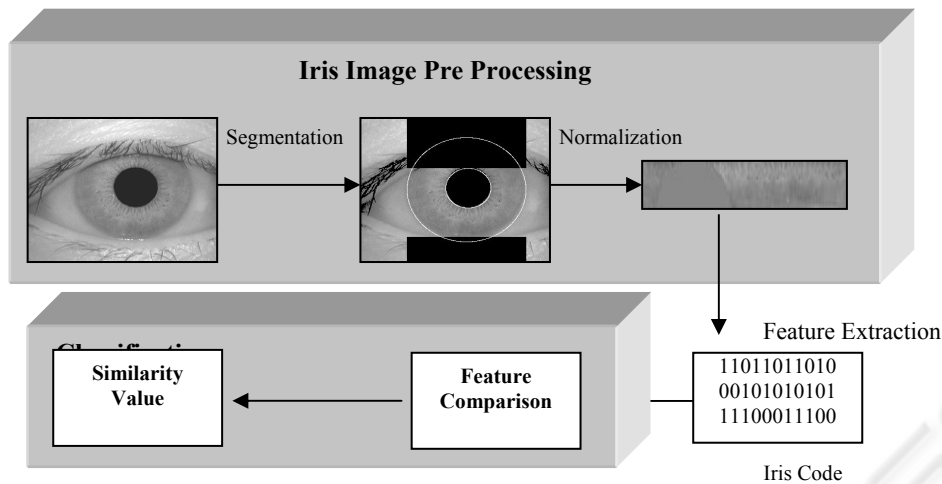 Iris Image Pre Processing
Segmentation
Normalization
Feature Extraction
11011011010
00101010101
11100011100
Iris Code
Feature
Comparison
Similarity
Value